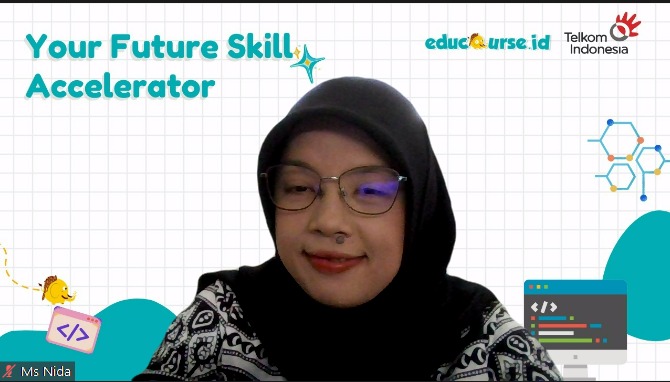 Your Future Skill
Accelerator
educourse.id
Telkom
Indonesia
</>
</>
Ms Nida